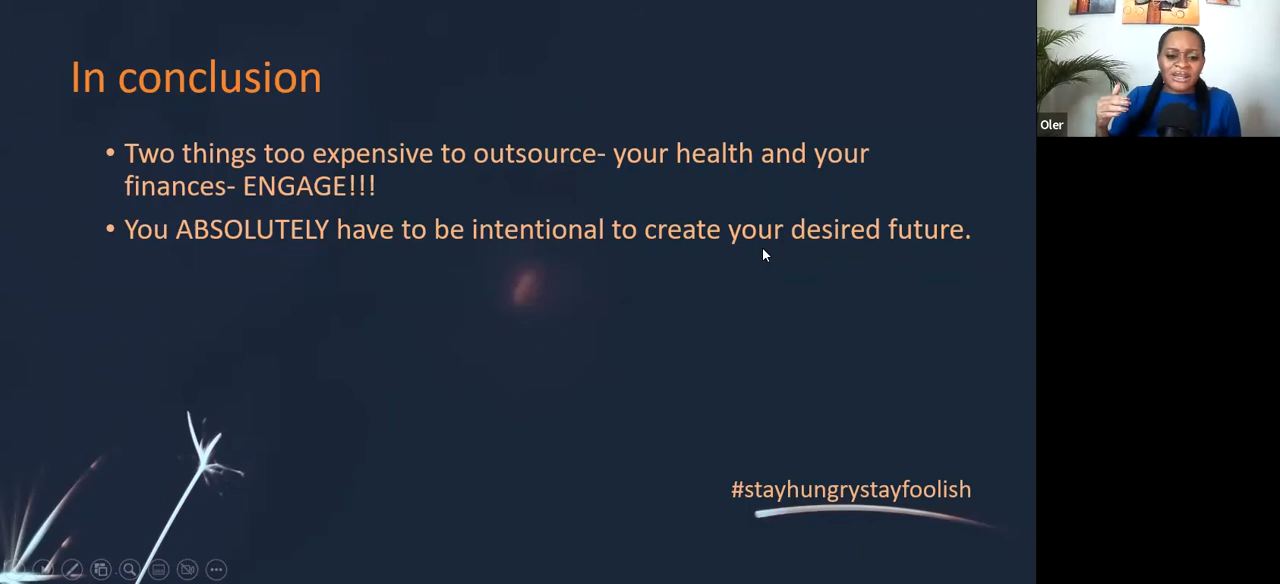 In conclusion
• Two things too expensive to outsource- your health and your
finances- ENGAGE!!!
• You ABSOLUTELY have to be intentional to create your desired future.
#stayhungrystayfoolish
Oler